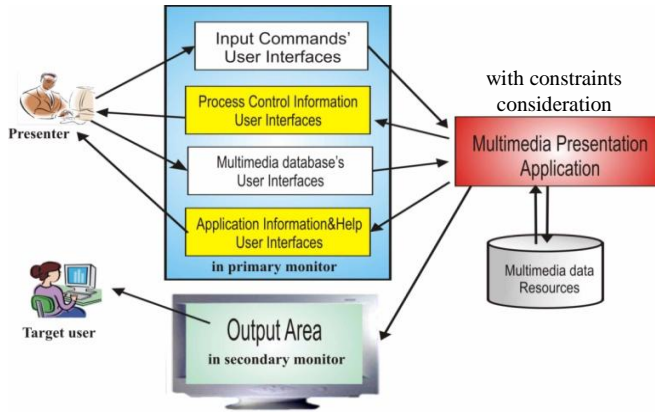 Input Commands'
User Interfaces
with constraints
consideration
Process Control Information
User Interfaces
Presenter
Multimedia Presentation
Application
Multimedia database's
User Interfaces
Application Information&Help
User Interfaces
in primary monitor
Multimedia data
Resources
Target user
Output Area
in secondary monitor